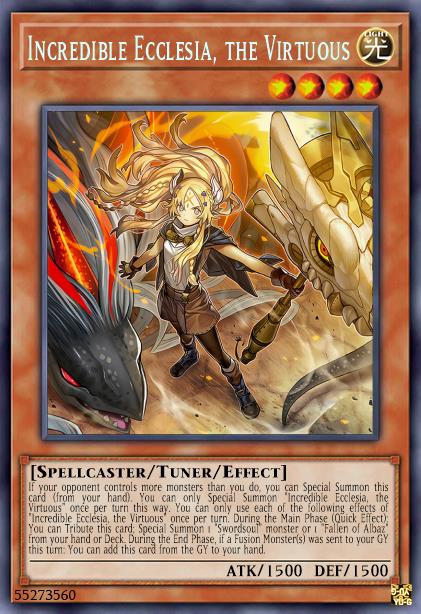 INCREDIBLE ECCLESIA, THE VIRTUOUS
LIGHT
光
[SPELLCASTER/TUNER/EFFECT]
If your opponent controls more monsters than you do, you can Special Summon this
card (from your hand). You can only Special Summon "Incredible Ecclesia, the
Virtuous" once per turn this way. You can only use each of the following effects of
"Incredible Ecclesia, the Virtuous" once per turn. During the Main Phase (Quick Effect):
You can Tribute this card; Special Summon 1 "Swordsoul" monster or 1 "Fallen of Albaz"
from your hand or Deck. During the End Phase, if a Fusion Monster(s) was sent to your GY
this turn: You can add this card from the GY to your hand.
ATK/1500 DEF/1500
55273560